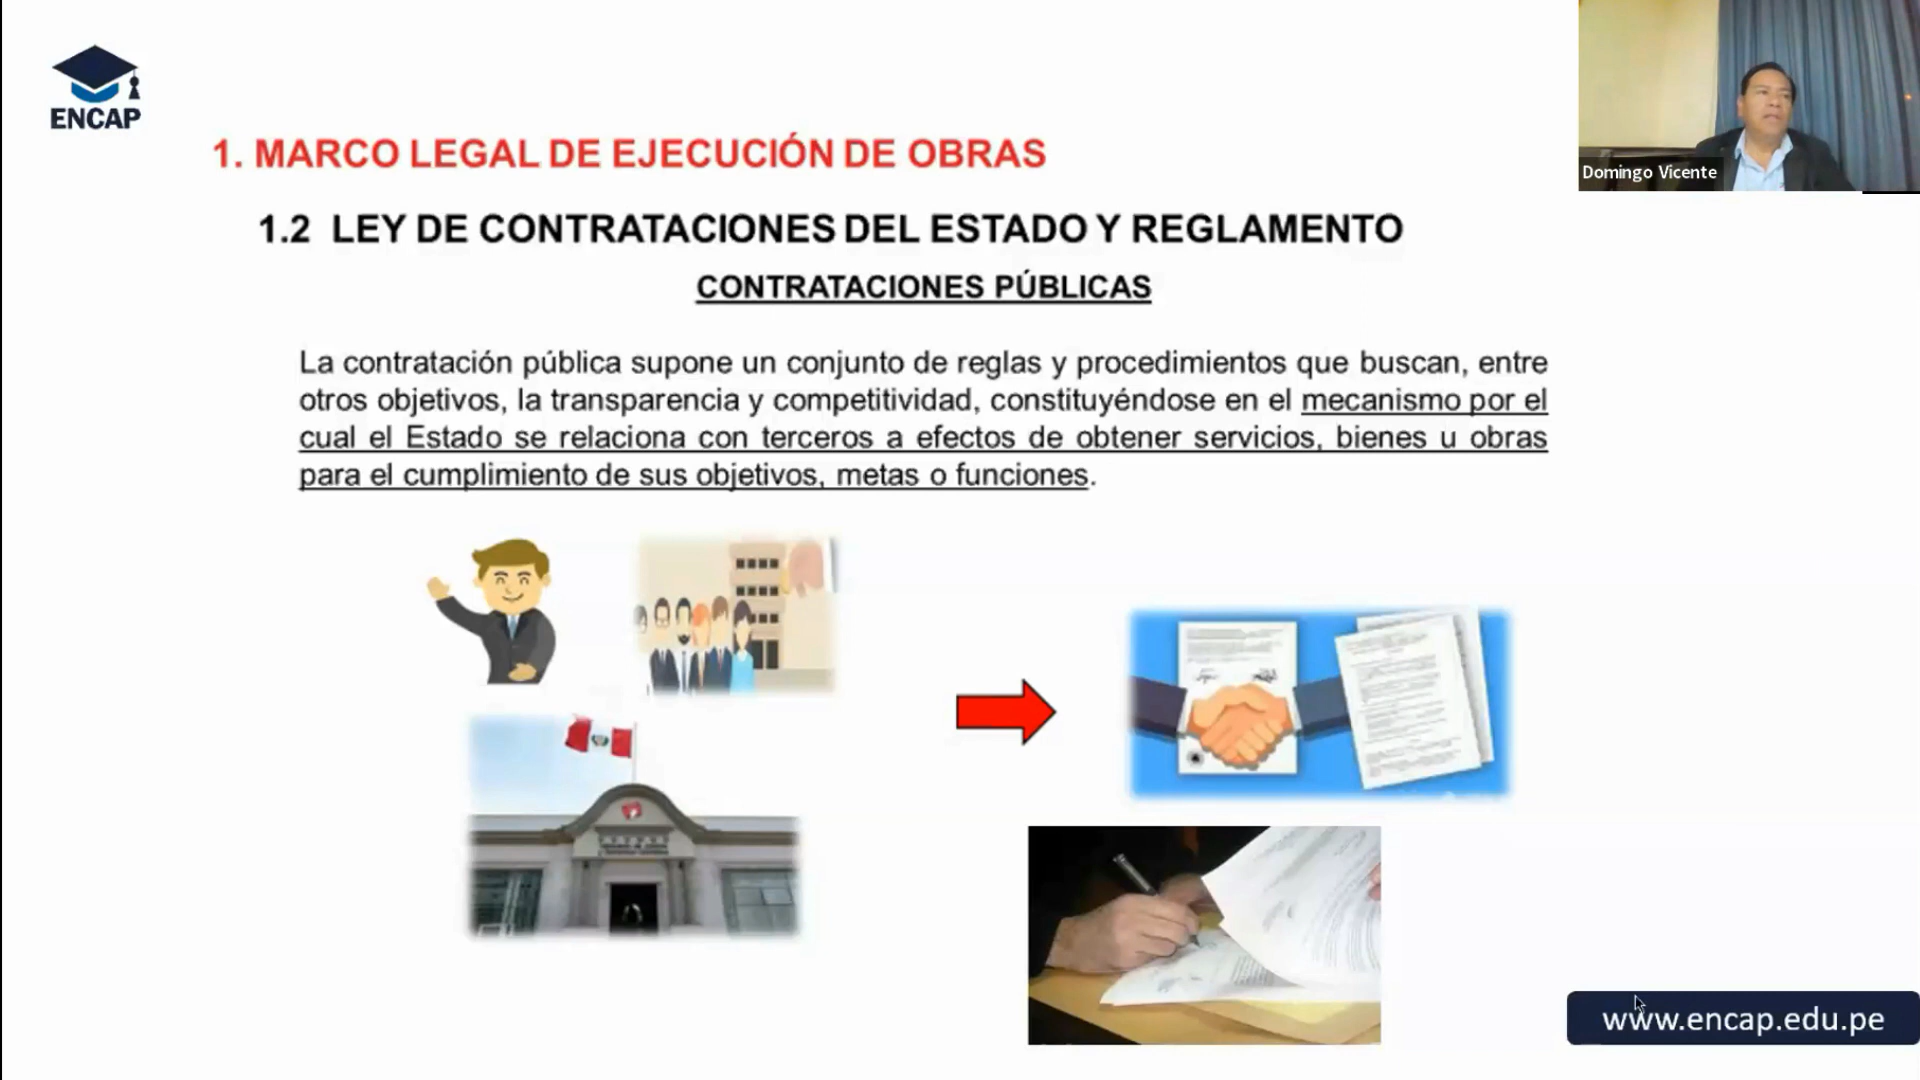 ENCAP
Domingo Vicente
1. MARCO LEGAL DE EJECUCIÓN DE OBRAS
1.2 LEY DE CONTRATACIONES DEL ESTADO Y REGLAMENTO
CONTRATACIONES PÚBLICAS
La contratación pública supone un conjunto de reglas y procedimientos que buscan, entre
otros objetivos, la transparencia y competitividad, constituyéndose en el mecanismo por el
cual el Estado se relaciona con terceros a efectos de obtener servicios, bienes u obras
para el cumplimiento de sus objetivos, metas o funciones.
www.encap.edu.pe